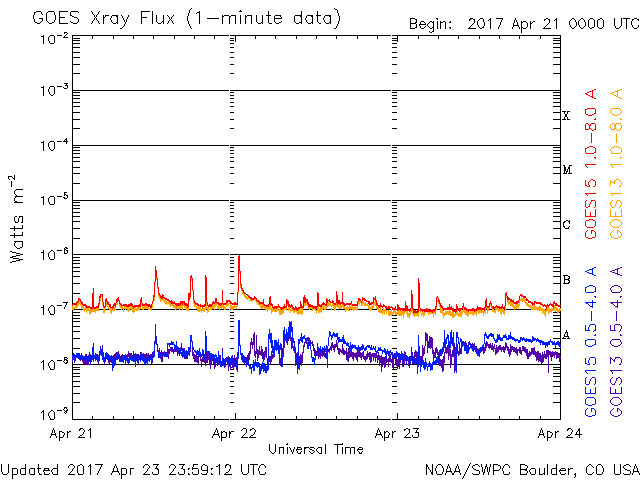 GOES Xray Flux (1-minute data)
Begin: 2017 Apr 21 0000 UTC
10-2
10-3
10-4
10-5
10-6
10-7
10-8
10-9
Watts m-2
X
M
C
B
A
GOES15 1.0-8.0 A
GOES13 1.0-8.0 A
GOES15 0.5-4.0 A
GOES13 0.5-4.0 A
Apr 21
Apr 22
Apr 23
Apr 24
Universal Time
Updated 2017 Apr 23 23:59:12 UTC
NOAA/SWPC Boulder, CO USA